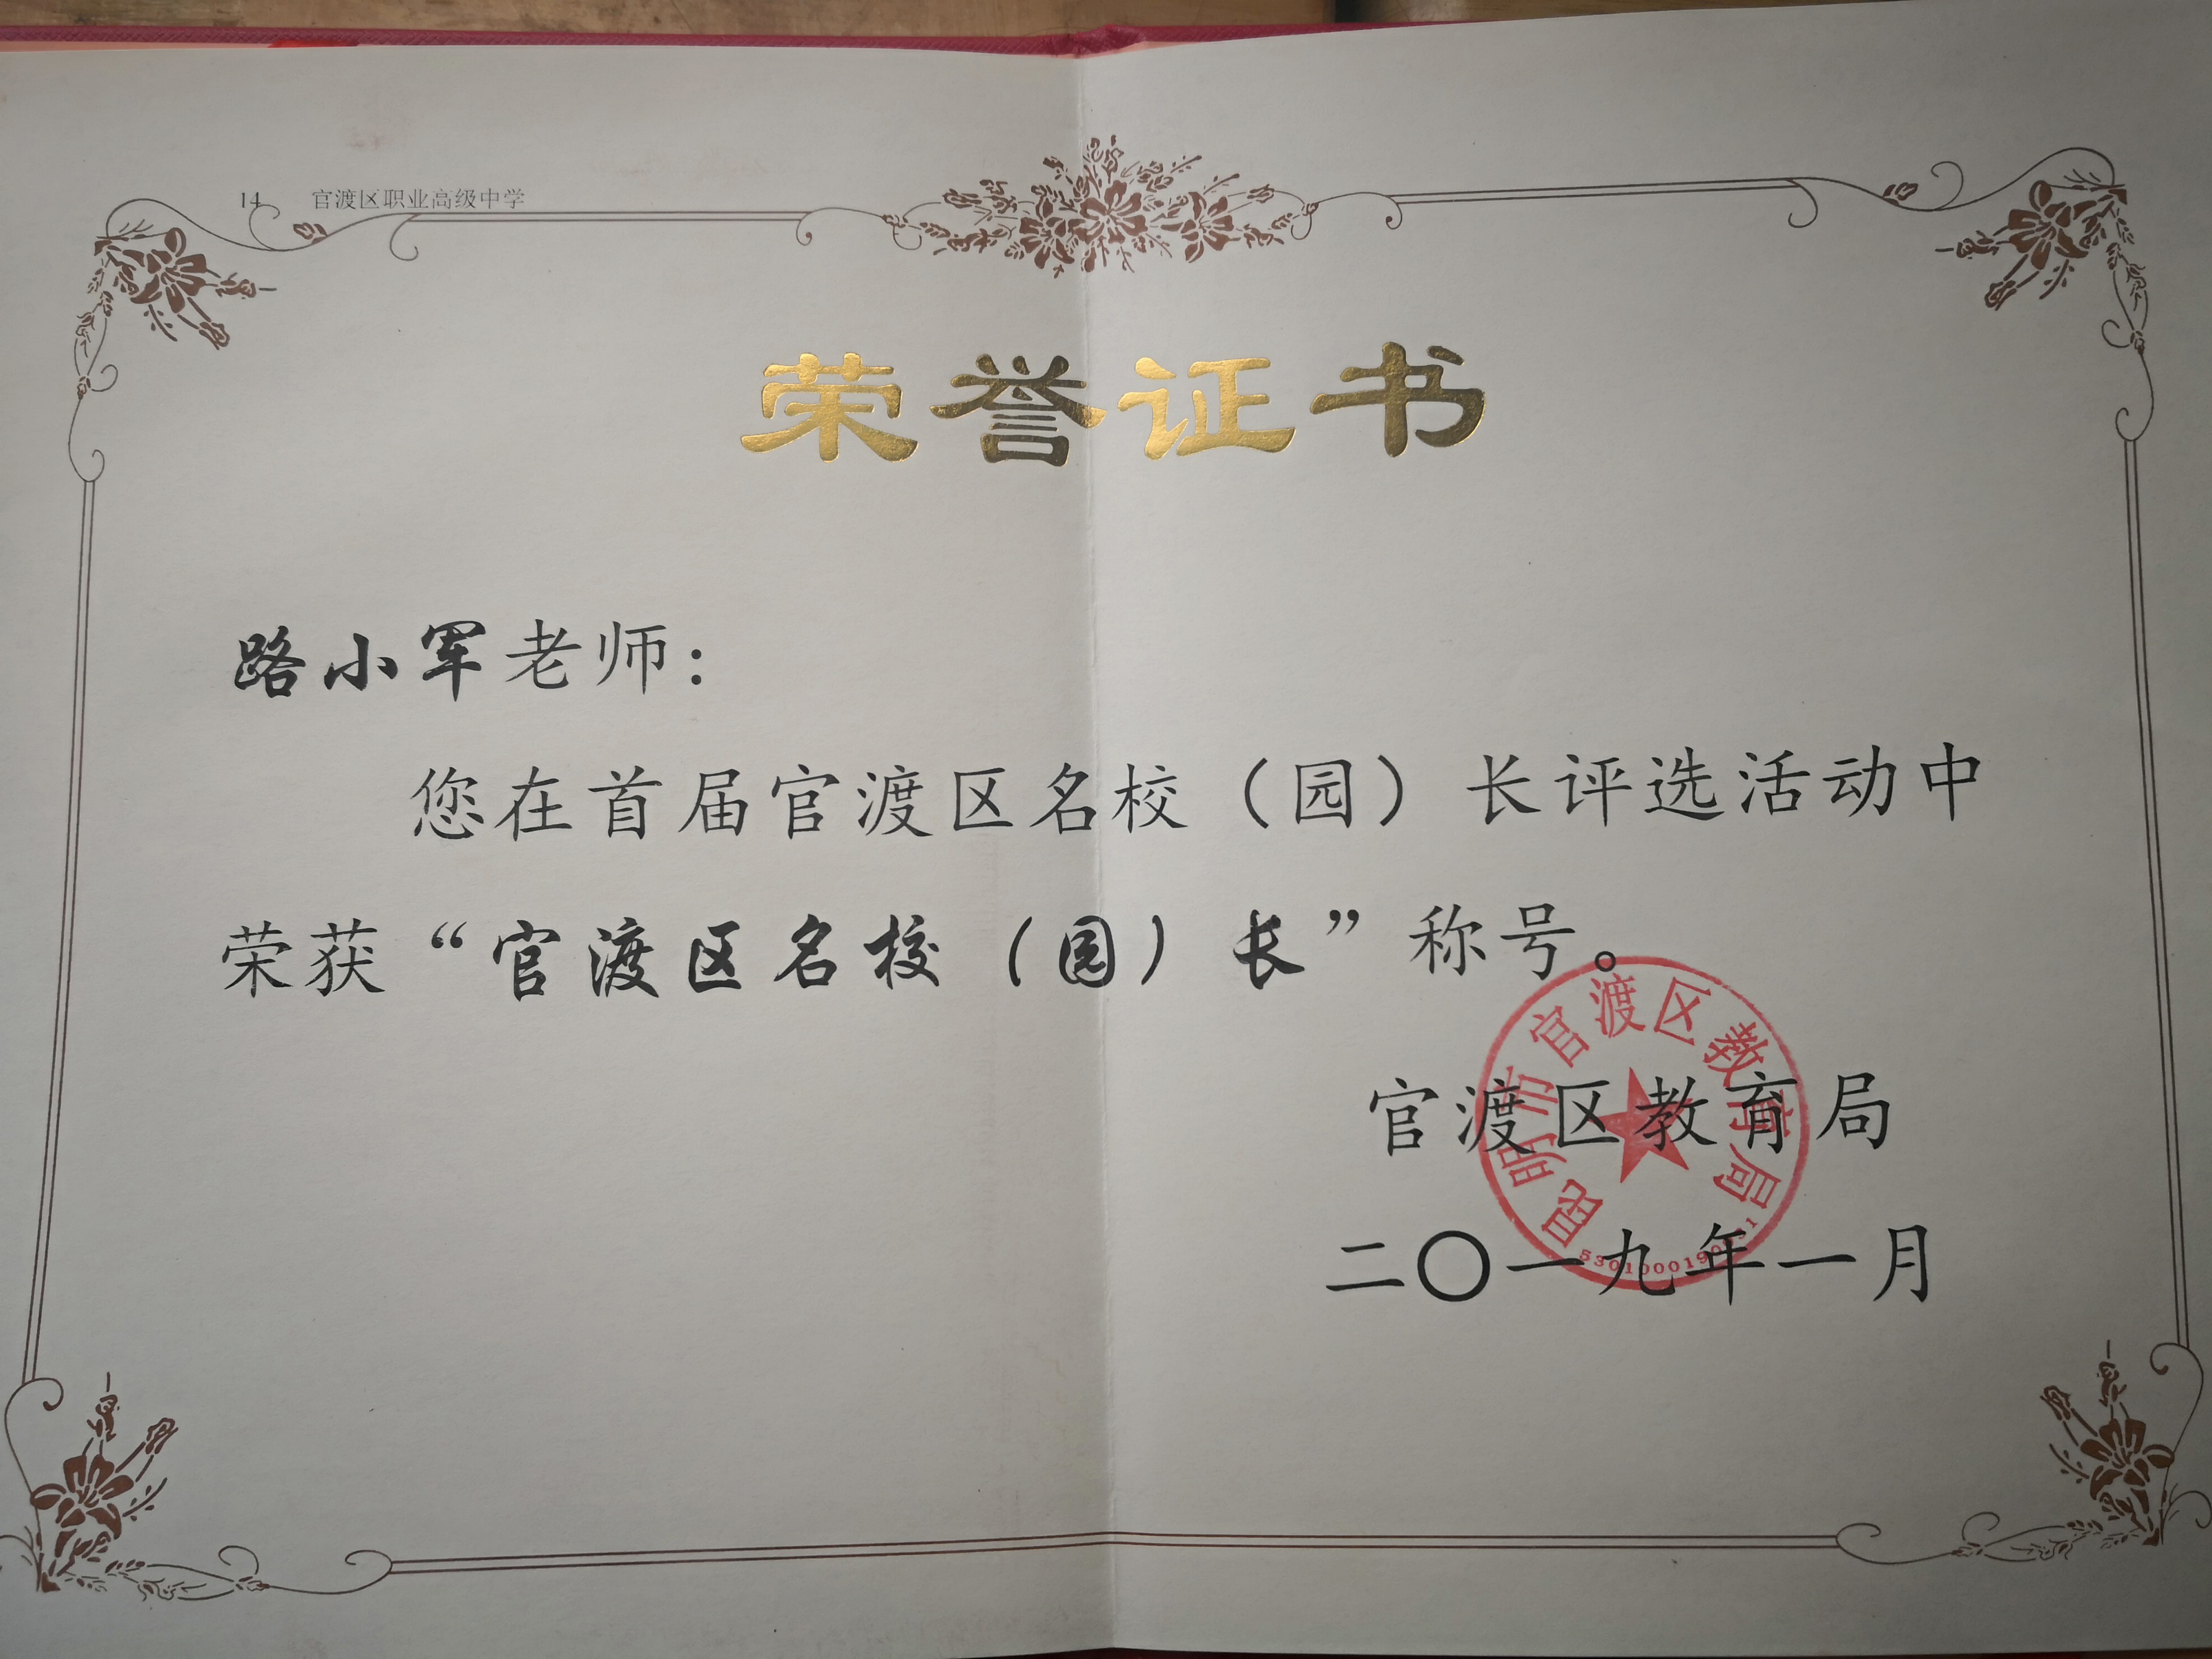 14 官渡区职业高级中学
荣誉证书
路小军老师：
您在首届官渡区名校（园）长评选活动中
荣获“官渡区名校（园）长”称号。
官渡区教育局
二〇一九年一月
昆明市官渡区教育局